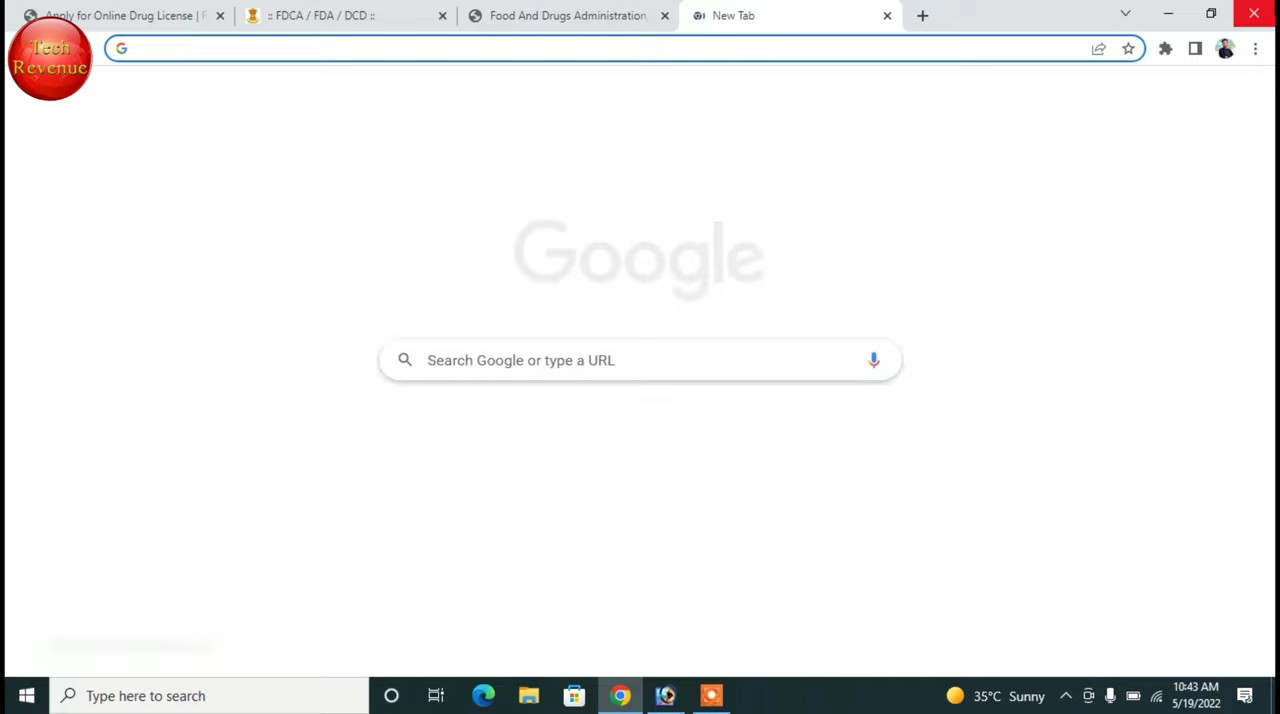 Apply for Online Drug License | F
:: FDCA / FDA / DCD ::
Food And Drugs Administration,
New Tab
Tech
Revenue
Google
Search Google or type a URL
Type here to search
35°C Sunny
10:43 AM
5/19/2022